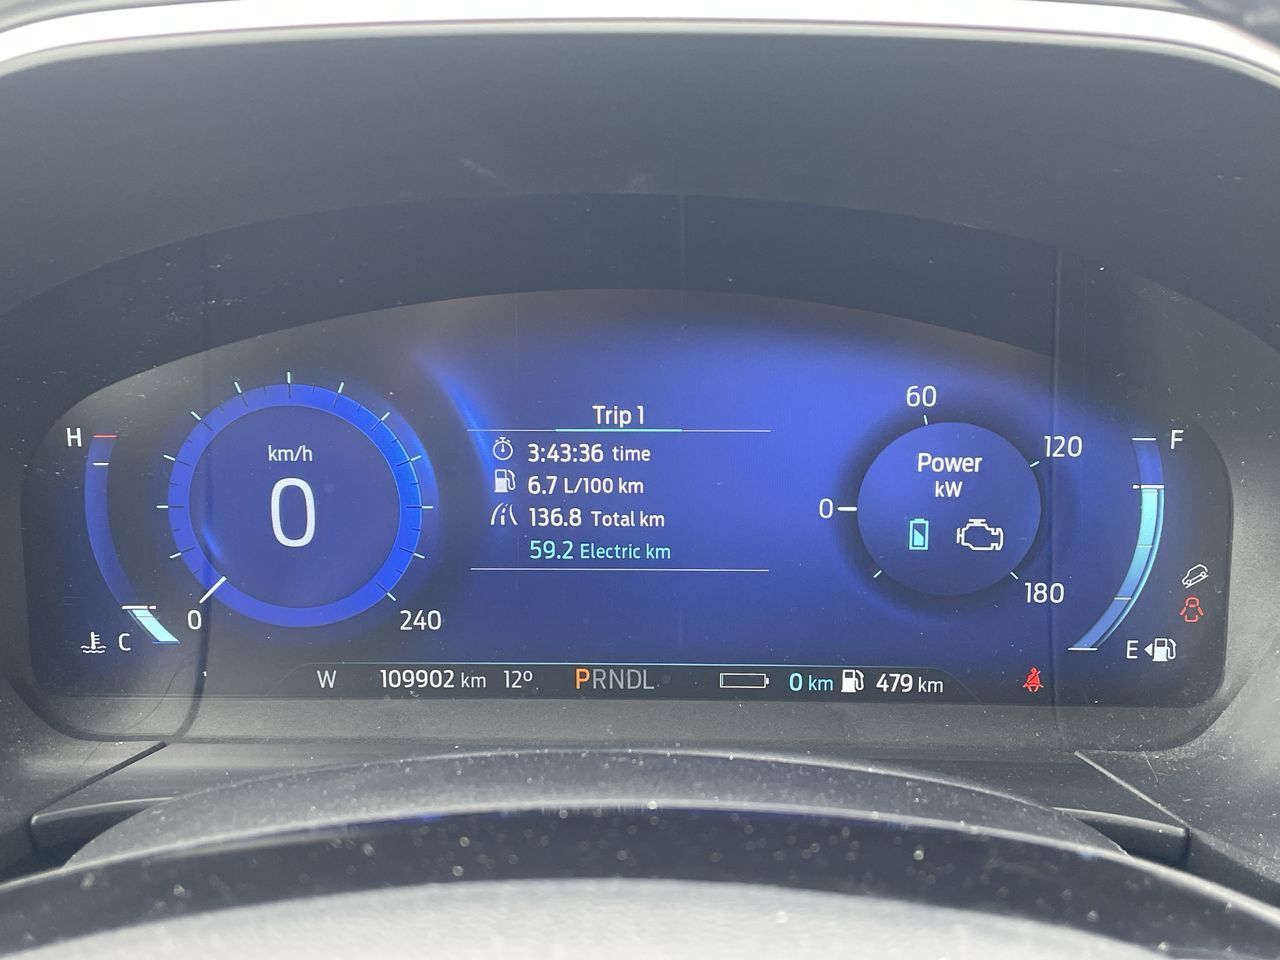 H
km/h
0
0
240
C
Trip 1
3:43:36 time
6.7 L/100 km
136.8 Total km
59.2 Electric km
60
120
0
Power
kW
180
F
E
W 109902 km 12º PRNDL 0 km 479 km